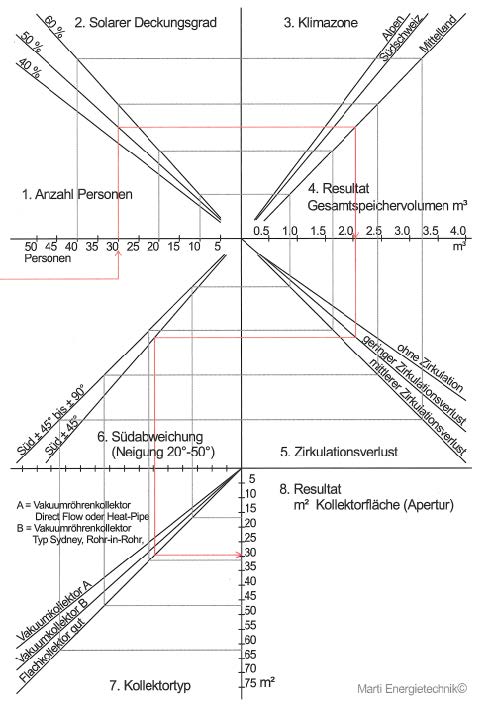 2. Solarer Deckungsgrad
3. Klimazone
60 %
50 %
40 %
Alpen
Südschweiz
Mittelland
1. Anzahl Personen
4. Resultat
Gesamtspeichervolumen m³
50 45 40 35 30 25 20 15 10 5
Personen
0.5 1.0 1.5 2.0 2.5 3.0 3.5 4.0
m³
ohne Zirkulation
geringer Zirkulationsverlust
mittlerer Zirkulationsverlust
Süd ± 45° bis ± 90°
Süd ± 45°
6. Südabweichung
(Neigung 20°-50°)
5. Zirkulationsverlust
8. Resultat
m² Kollektorfläche (Apertur)
A = Vakuumröhrenkollektor
Direct Flow oder Heat-Pipe
B = Vakuumröhrenkollektor
Typ Sydney, Rohr-in-Rohr,
5
10
15
20
25
30
35
40
45
50
55
60
65
70
75 m²
Vakuumkollektor A
Vakuumkollektor B
Flachkollektor gut
7. Kollektortyp
Marti Energietechnik©